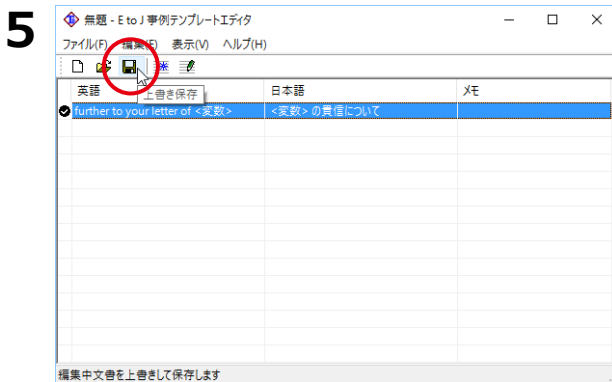 5
無題 - E to J 事例テンプレートエディタ
ファイル(F) 編集(E) 表示(V) ヘルプ(H)
上書き保存
英語 日本語 メモ
further to your letter of <変数> <変数> の貴信について
編集中文書を上書きして保存します